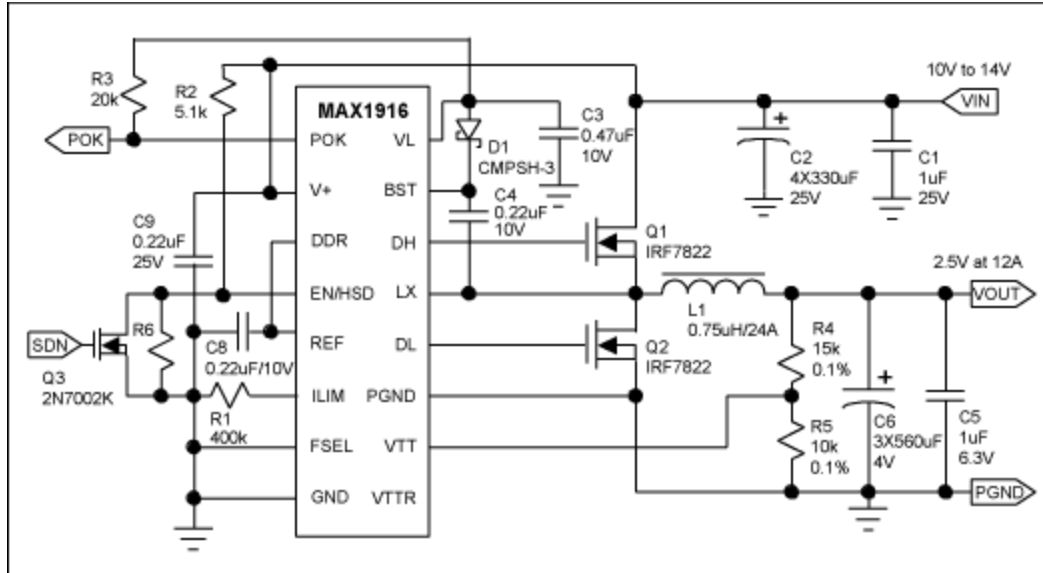 R3
20k
R2
5.1k
MAX1916
10V to 14V
VIN
POK
POK
VL
D1
CMPSH-3
C3
0.47uF
10V
C2
4X330uF
25V
C1
1uF
25V
V+
BST
C4
0.22uF
10V
C9
0.22uF
25V
DDR
DH
Q1
IRF7822
2.5V at 12A
EN/HSD
LX
VOUT
L1
0.75uH/24A
SDN
R6
C8
0.22uF/10V
REF
DL
Q2
IRF7822
R4
15k
0.1%
Q3
2N7002K
R1
400k
ILIM
PGND
C6
3X560uF
4V
C5
1uF
6.3V
FSEL
VTT
R5
10k
0.1%
GND
VTTR
PGND